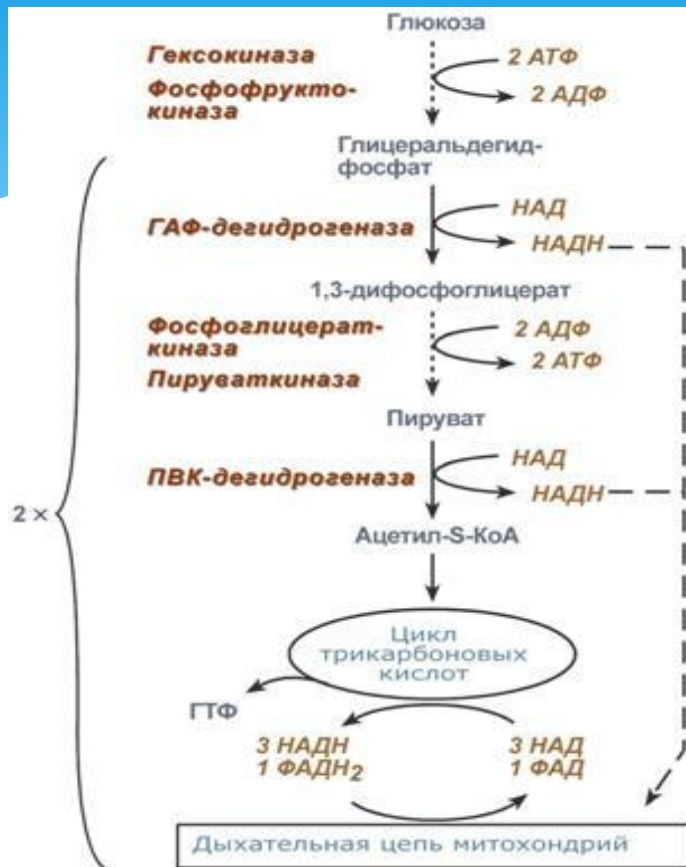 Глюкоза
Гексокиназа
Фосфофрукто-
киназа
2 АТФ
2 АДФ
Глицеральдегид-
фосфат
ГАФ-дегидрогеназа
НАД
НАДН
1,3-дифосфоглицерат
Фосфоглицерат-
киназа
Пируваткиназа
2 АДФ
2 АТФ
Пируват
ПВК-дегидрогеназа
НАД
НАДН
2 ×
Ацетил-S-КоА
Цикл
трикарбоновых
кислот
ГТФ
3 НАДН
1 ФАДН₂
3 НАД
1 ФАД
Дыхательная цепь митохондрий